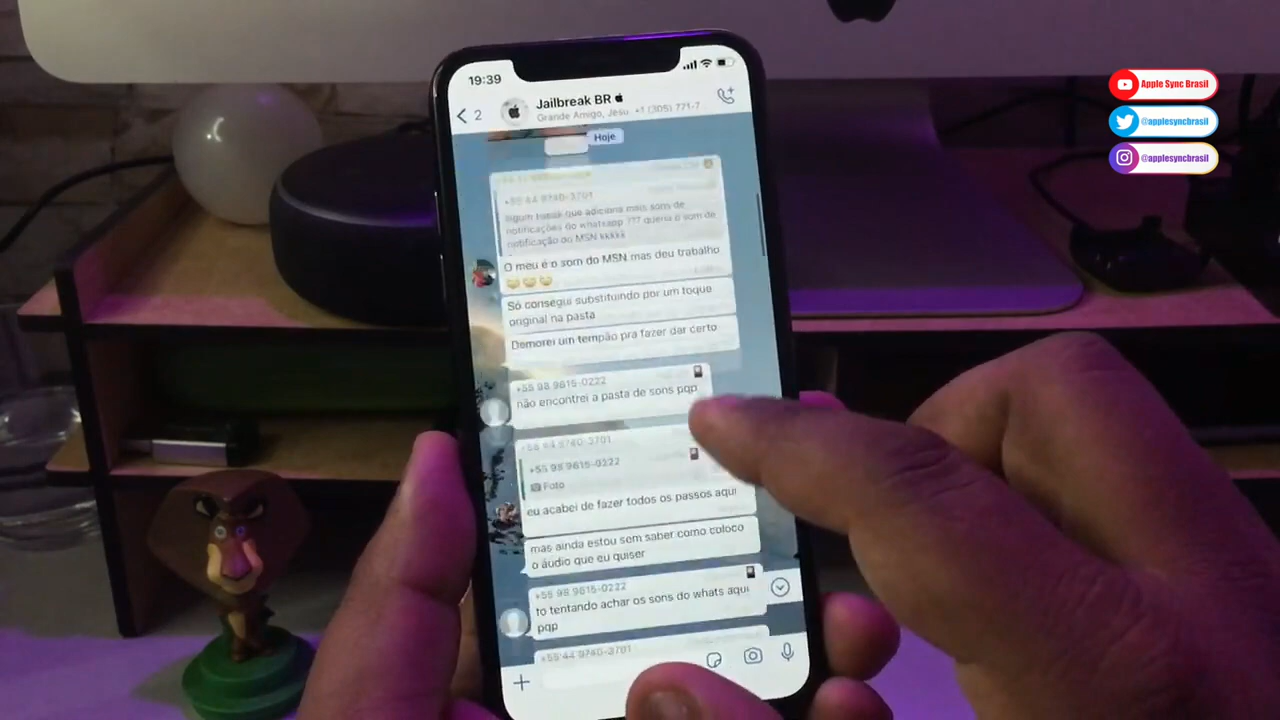 19:39
2
Jailbreak BR
Grande Amigo, Jesu.. +1 (305) 771-7
Hoje
+55 44 9740-3701
algum tweak que adiciona mais sons de
notificações do whatsapp ??? queria o som de
notificação do MSN kkkkk
O meu é o som do MSN mas deu trabalho
Só consegui substituindo por um toque
original na pasta
Demorei um tempão pra fazer dar certo
+55 98 9615-0222
não encontrei a pasta de sons pqp
+55 44 9740-3701
+55 98 9615-0222
Foto
eu acabei de fazer todos os passos aqui
mas ainda estou sem saber como coloco
o áudio que eu quiser
+55 98 9615-0222
to tentando achar os sons do whats aqui
pqp
+55 44 9740-3701
Apple Sync Brasil
@applesyncbrasil
@applesyncbrasil